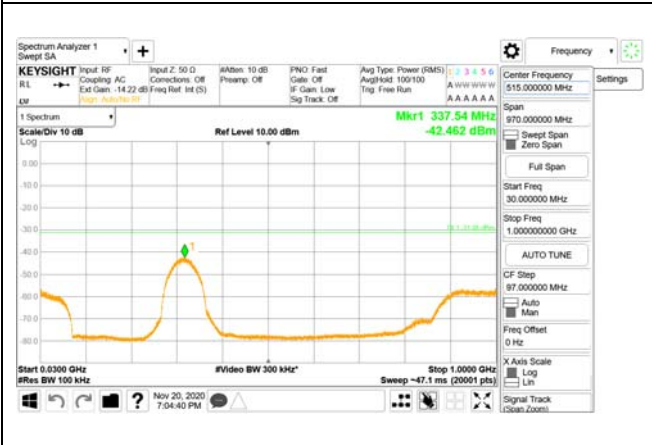 Spectrum Analyzer 1
Swept SA
Frequency
KEYSIGHT
RL
Input: RF
Coupling: AC
Ext Gain: -14.22 dB
Align: Auto/No RF
Input Z: 50 Ω
Corrections: Off
Freq Ref: Int (S)
#Atten: 10 dB
Preamp: Off
PNO: Fast
Gate: Off
IF Gain: Low
Sig Track: Off
Avg Type: Power (RMS)
Avg|Hold: 100/100
Trig: Free Run
1 2 3 4 5 6
A W W W W W
A A A A A A
1 Spectrum
Scale/Div 10 dB
Ref Level 10.00 dBm
Mkr1 337.54 MHz
-42.462 dBm
Log
0.00
-10.0
-20.0
-30.0
-40.0
-50.0
-60.0
-70.0
-80.0
1
Start 0.0300 GHz
#Video BW 300 kHz*
Stop 1.0000 GHz
#Res BW 100 kHz
Sweep ~47.1 ms (20001 pts)
Nov 20, 2020
7:04:40 PM
Center Frequency
515.000000 MHz
Settings
Span
970.000000 MHz
Swept Span
Zero Span
Full Span
Start Freq
30.000000 MHz
Stop Freq
1.000000000 GHz
AUTO TUNE
CF Step
97.000000 MHz
Auto
Man
Freq Offset
0 Hz
X Axis Scale
Log
Lin
Signal Track
(Span Zoom)